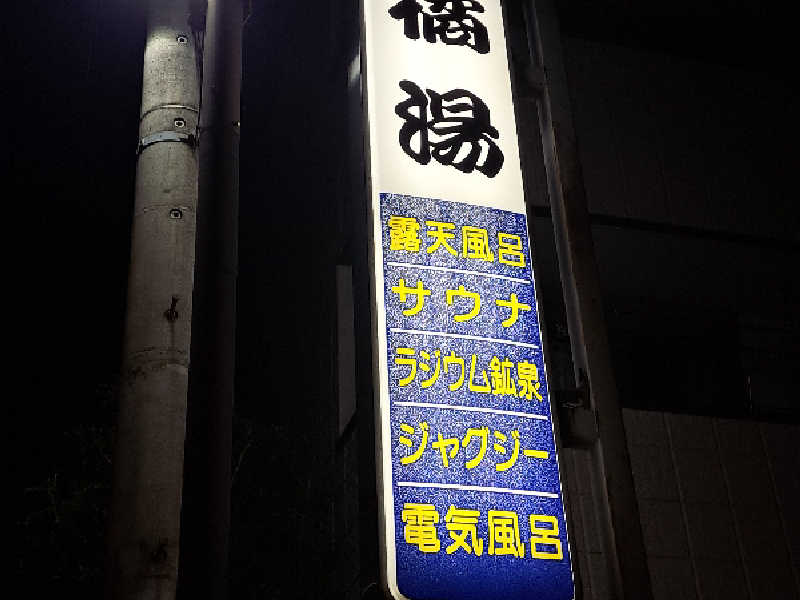 橘湯
露天風呂
サウナ
ラジウム鉱泉
ジャグジー
電気風呂